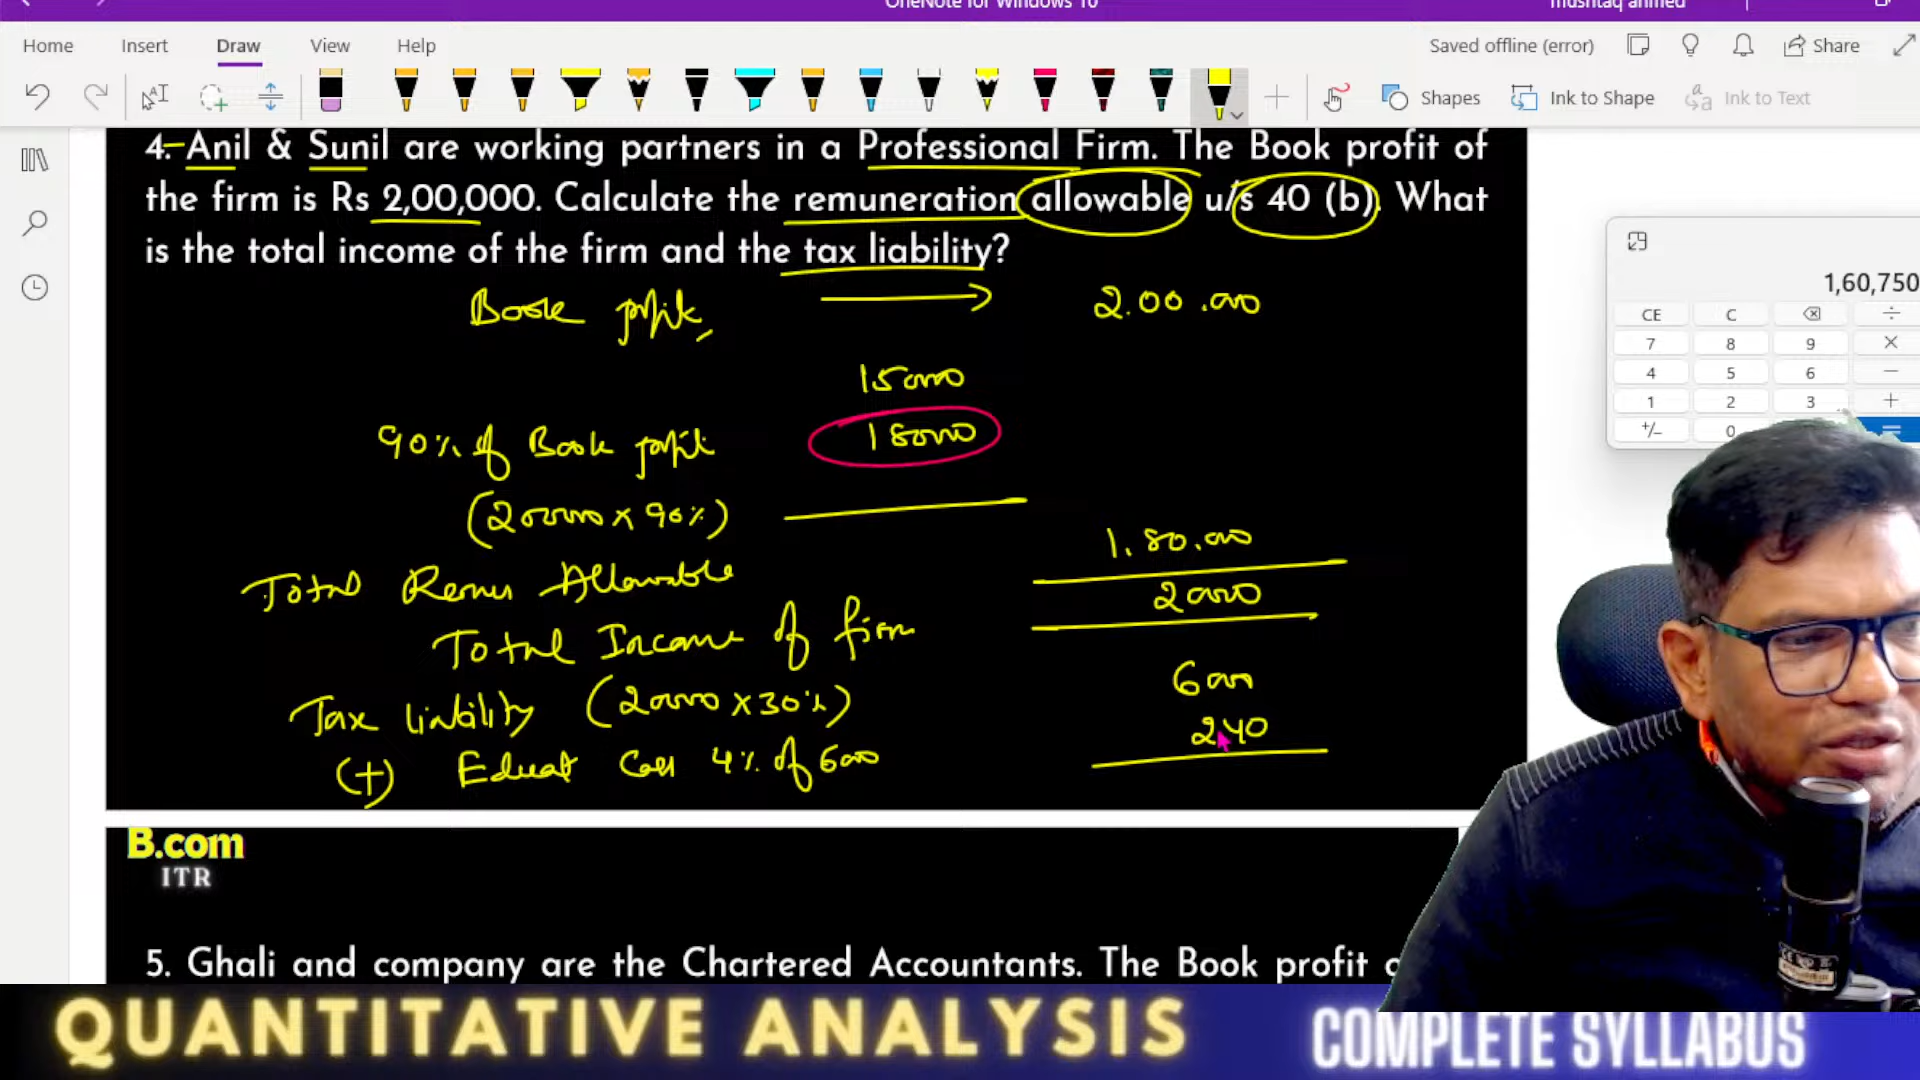 OneNote for Windows 10
mushtaq ahmed
Home Insert Draw View Help
Saved offline (error) Share
Shapes Ink to Shape Ink to Text
4. Anil & Sunil are working partners in a Professional Firm. The Book profit of
the firm is Rs 2,00,000. Calculate the remuneration allowable u/s 40 (b). What
is the total income of the firm and the tax liability?
Book profit 2.00.000
150000
90% of Book profit 180000
(200000 x 90%)
1.80.000
Total Remu Allowable
20000
Total Income of firm
Tax liability (20000 x 30%) 6000
240
(+) Educat Cess 4% of 6000
1,60,750
CE C ⌫ ÷
7 8 9 ×
4 5 6 −
1 2 3 +
+/− 0 =
B.com
ITR
5. Ghali and company are the Chartered Accountants. The Book profit
QUANTITATIVE ANALYSIS
COMPLETE SYLLABUS